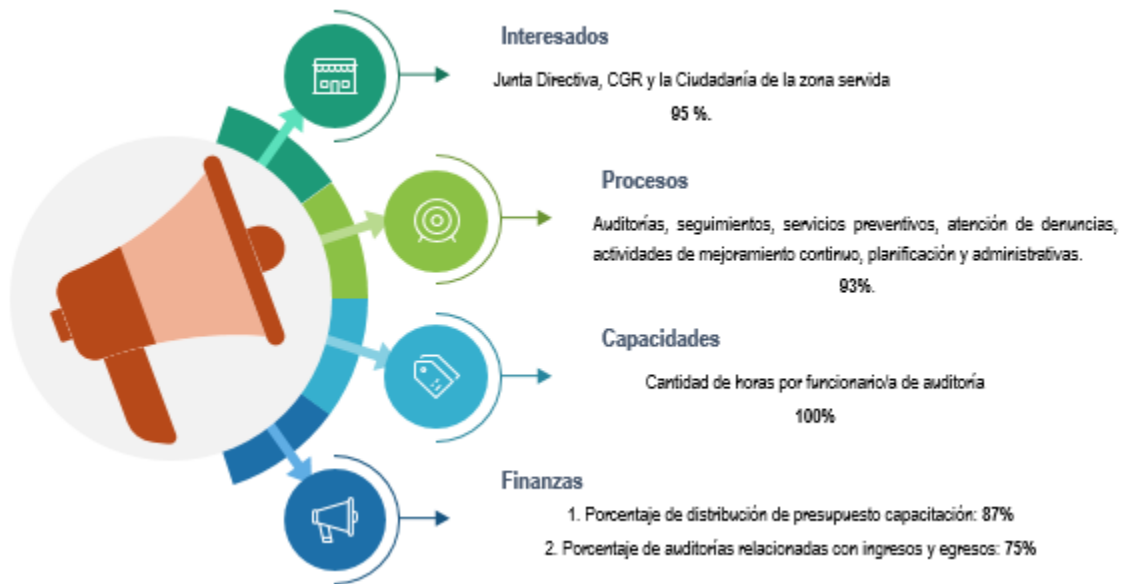 Interesados
Junta Directiva, CGR y la Ciudadanía de la zona servida
95 %.
Procesos
Auditorías, seguimientos, servicios preventivos, atención de denuncias,
actividades de mejoramiento continuo, planificación y administrativas.
93%.
Capacidades
Cantidad de horas por funcionario/a de auditoría
100%
Finanzas
1. Porcentaje de distribución de presupuesto capacitación: 87%
2. Porcentaje de auditorías relacionadas con ingresos y egresos: 75%